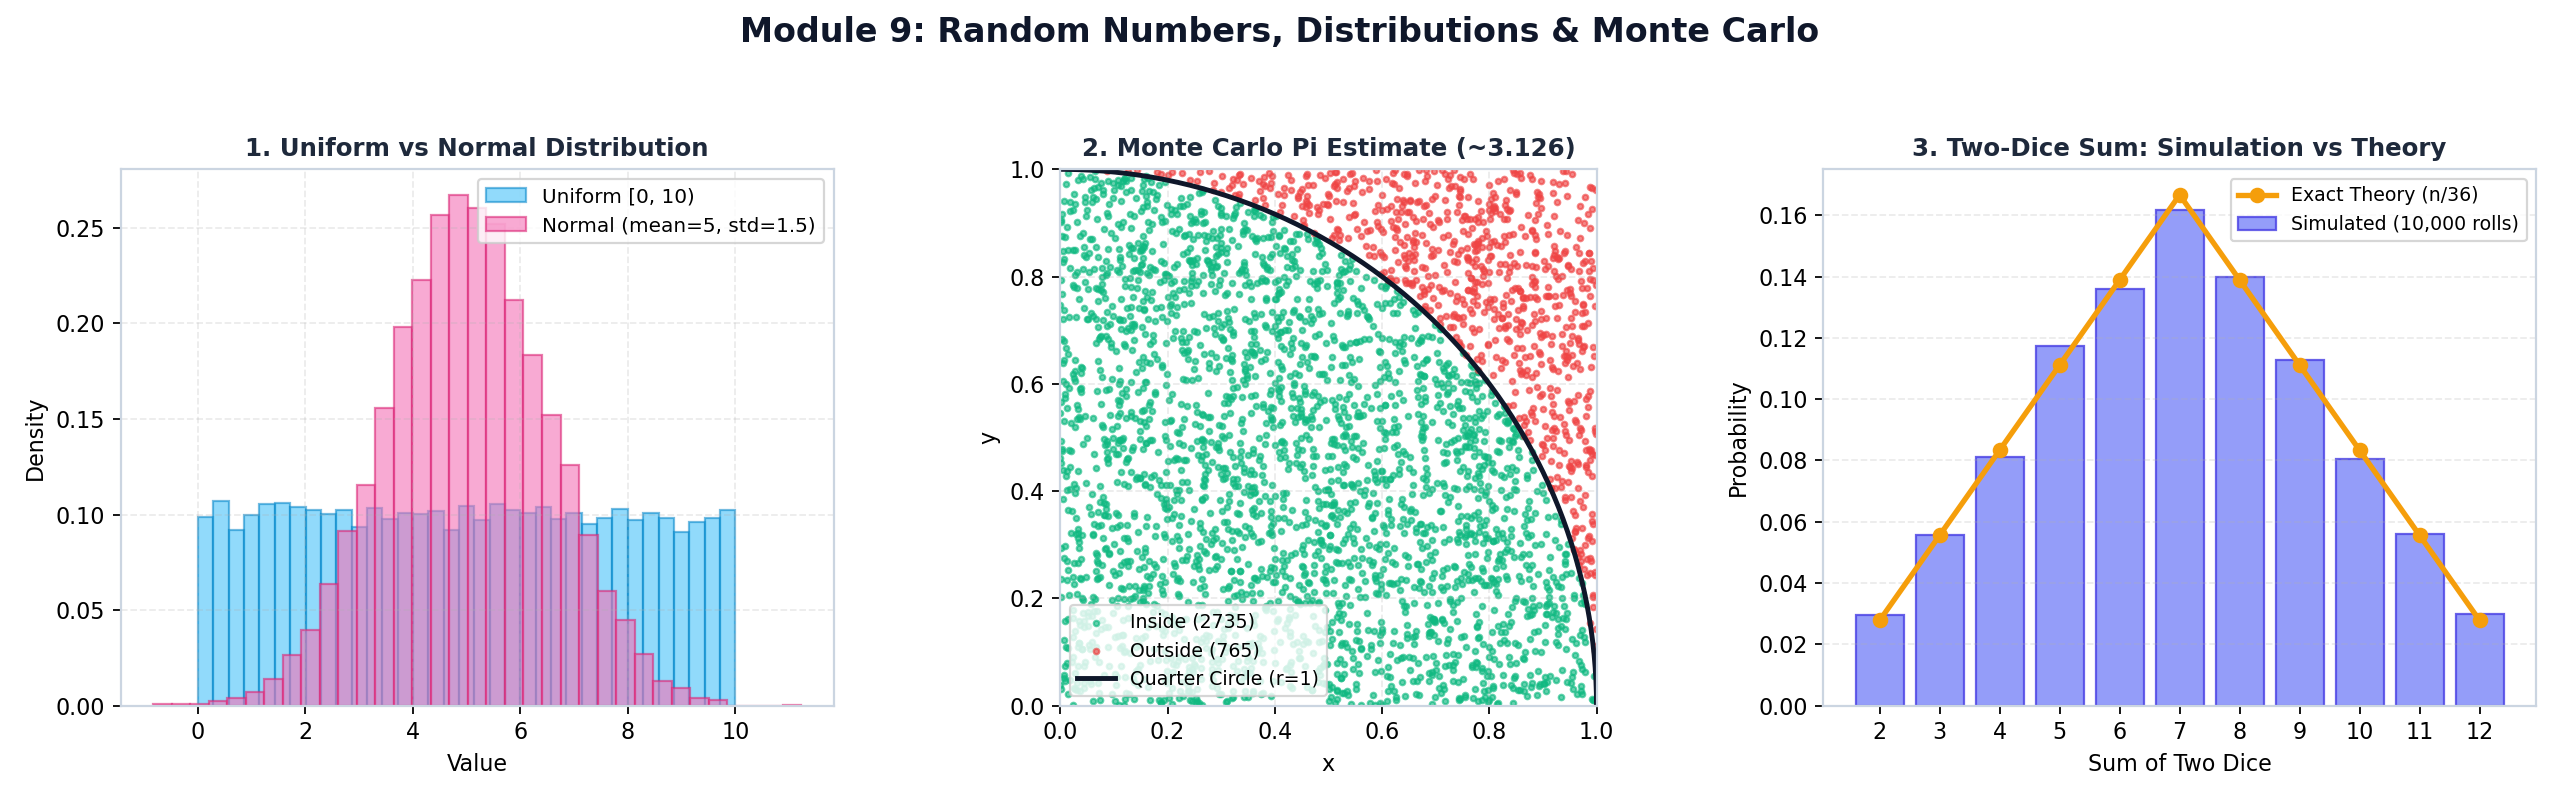 Module 9: Random Numbers, Distributions & Monte Carlo
1. Uniform vs Normal Distribution
Uniform [0, 10)
Normal (mean=5, std=1.5)
Density
0.25
0.20
0.15
0.10
0.05
0.00
0 2 4 6 8 10
Value
2. Monte Carlo Pi Estimate (~3.126)
y
1.0
0.8
0.6
0.4
0.2
0.0
Inside (2735)
Outside (765)
Quarter Circle (r=1)
0.0 0.2 0.4 0.6 0.8 1.0
x
3. Two-Dice Sum: Simulation vs Theory
Exact Theory (n/36)
Simulated (10,000 rolls)
Probability
0.16
0.14
0.12
0.10
0.08
0.06
0.04
0.02
0.00
2 3 4 5 6 7 8 9 10 11 12
Sum of Two Dice